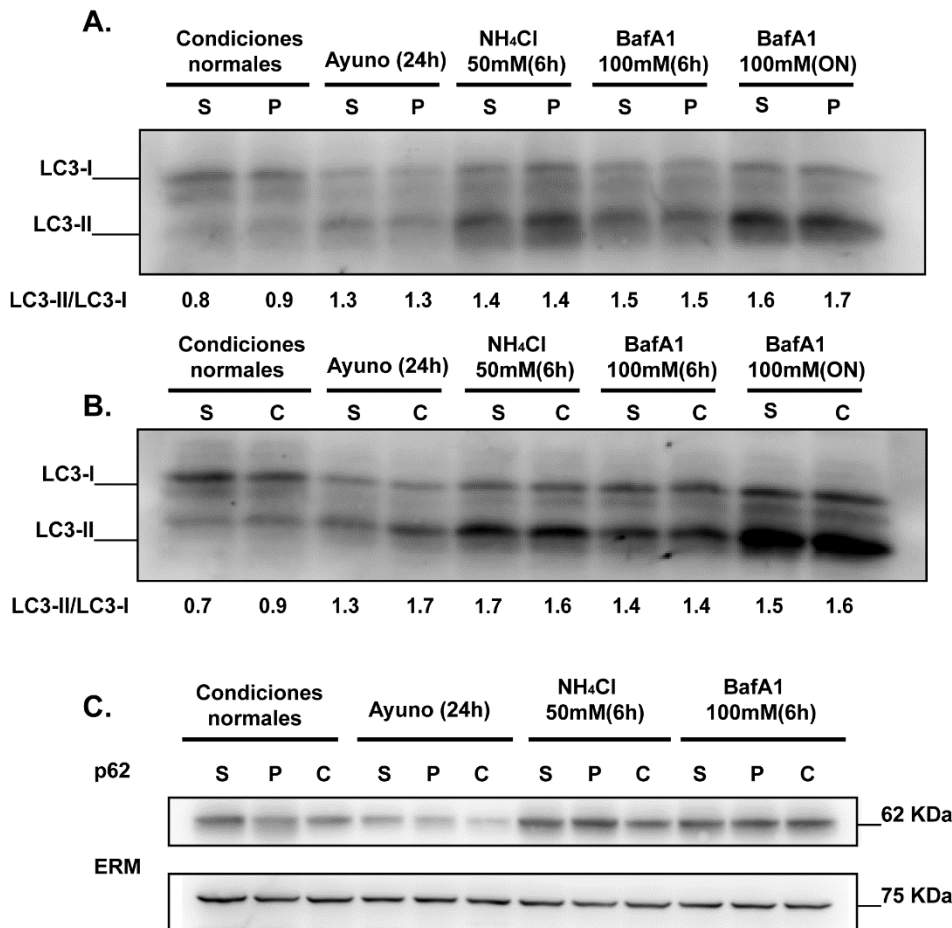 A.
Condiciones normales
Ayuno (24h)
NH₄Cl 50mM(6h)
BafA1 100mM(6h)
BafA1 100mM(ON)
S P S P S P S P S P
LC3-I
LC3-II
LC3-II/LC3-I 0.8 0.9 1.3 1.3 1.4 1.4 1.5 1.5 1.6 1.7
B.
Condiciones normales
Ayuno (24h)
NH₄Cl 50mM(6h)
BafA1 100mM(6h)
BafA1 100mM(ON)
S C S C S C S C S C
LC3-I
LC3-II
LC3-II/LC3-I 0.7 0.9 1.3 1.7 1.7 1.6 1.4 1.4 1.5 1.6
C.
Condiciones normales
Ayuno (24h)
NH₄Cl 50mM(6h)
BafA1 100mM(6h)
p62 S P C S P C S P C S P C
62 KDa
ERM
75 KDa